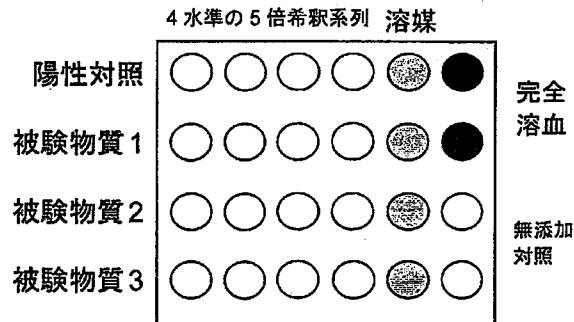 4水準の5倍希釈系列 溶媒
陽性対照
被験物質1
被験物質2
被験物質3
完全
溶血
無添加
対照